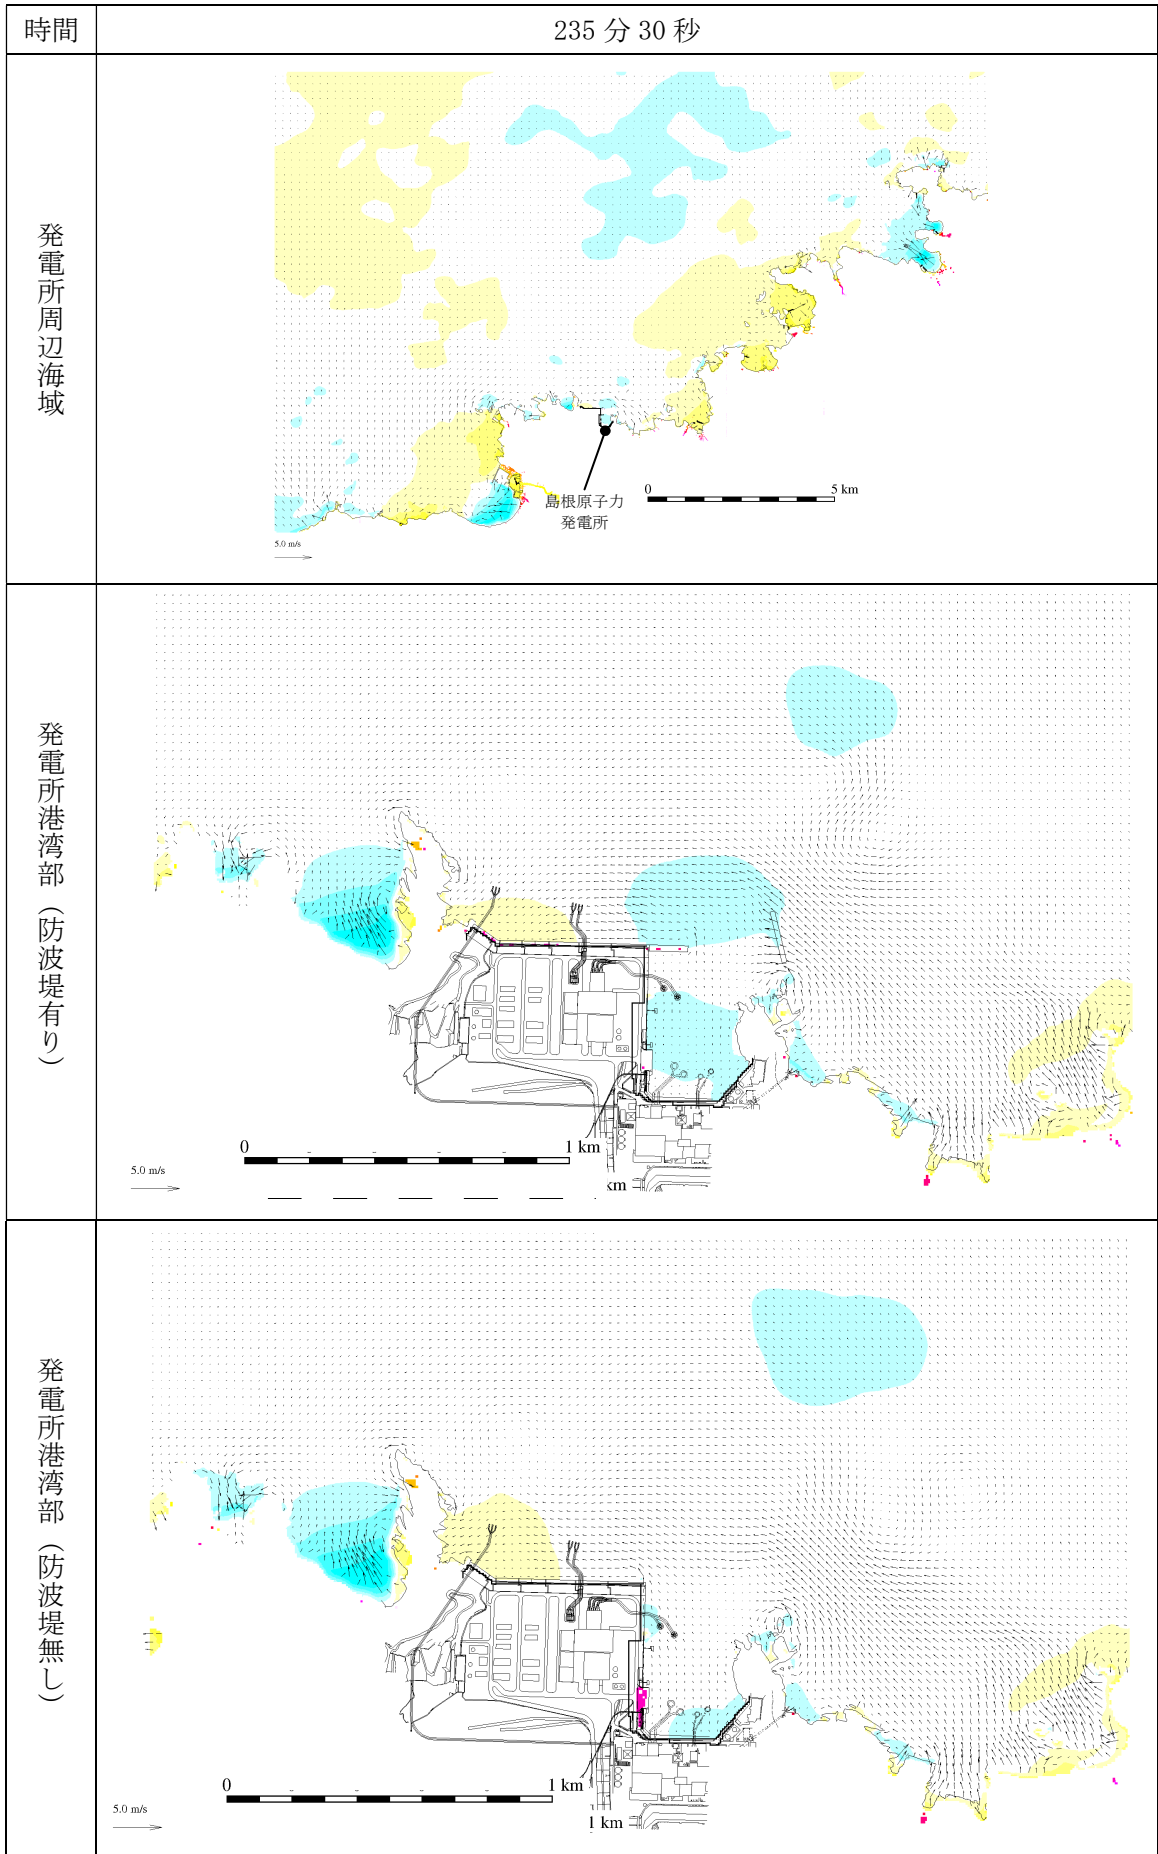 時間
235 分 30 秒
発電所周辺海域
島根原子力
発電所
0
5 km
5.0 m/s
発電所港湾部（防波堤有り）
0
1 km
km
5.0 m/s
発電所港湾部（防波堤無し）
0
1 km
1 km
5.0 m/s